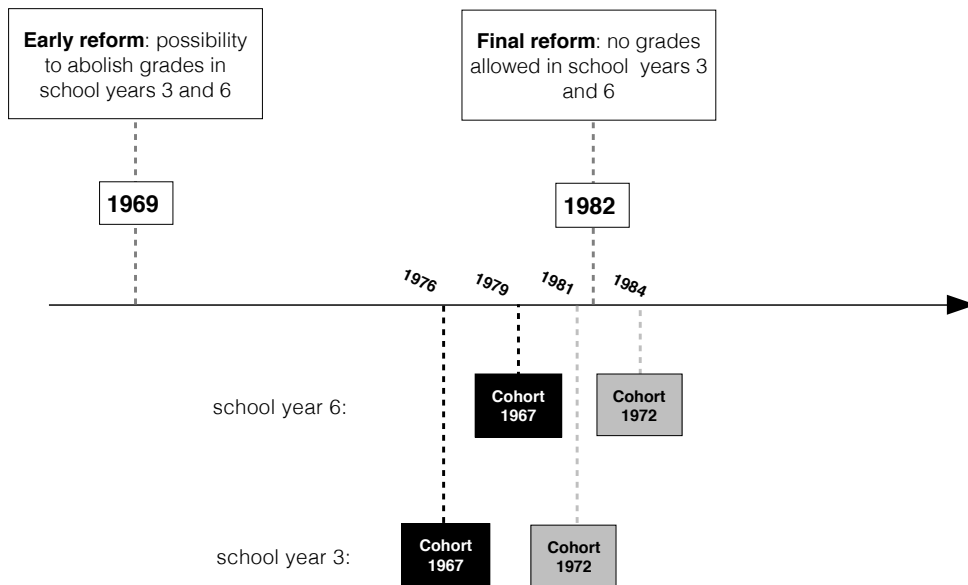 Early reform: possibility
to abolish grades in
school years 3 and 6
Final reform: no grades
allowed in school years 3
and 6
1969
1982
1976
1979
1981
1984
school year 6:
Cohort
1967
Cohort
1972
school year 3:
Cohort
1967
Cohort
1972